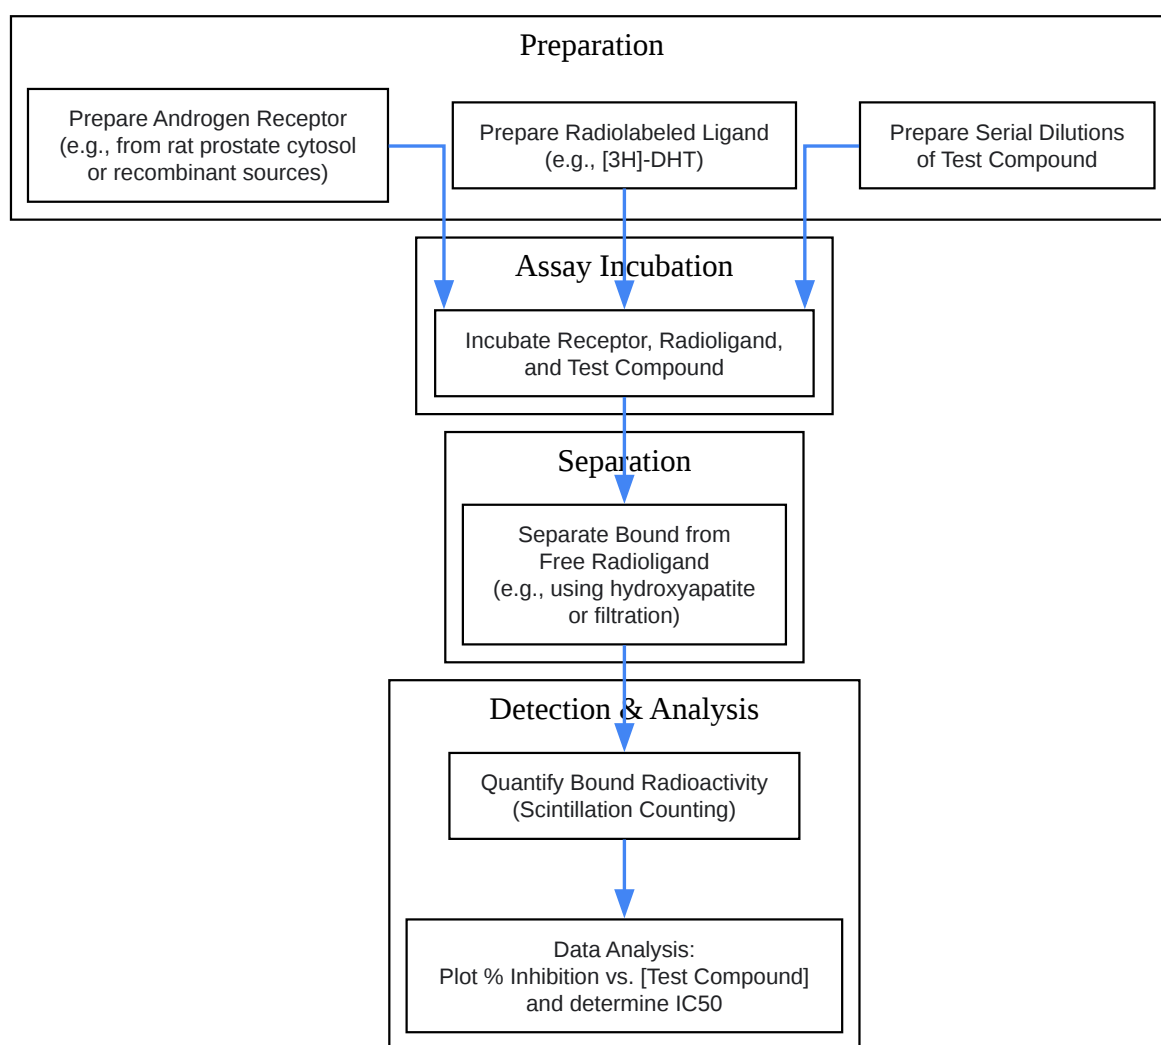 Preparation
Prepare Androgen Receptor
(e.g., from rat prostate cytosol
or recombinant sources)
Prepare Radiolabeled Ligand
(e.g., [3H]-DHT)
Prepare Serial Dilutions
of Test Compound
Assay Incubation
Incubate Receptor, Radioligand,
and Test Compound
Separation
Separate Bound from
Free Radioligand
(e.g., using hydroxyapatite
or filtration)
Detection & Analysis
Quantify Bound Radioactivity
(Scintillation Counting)
Data Analysis:
Plot % Inhibition vs. [Test Compound]
and determine IC50